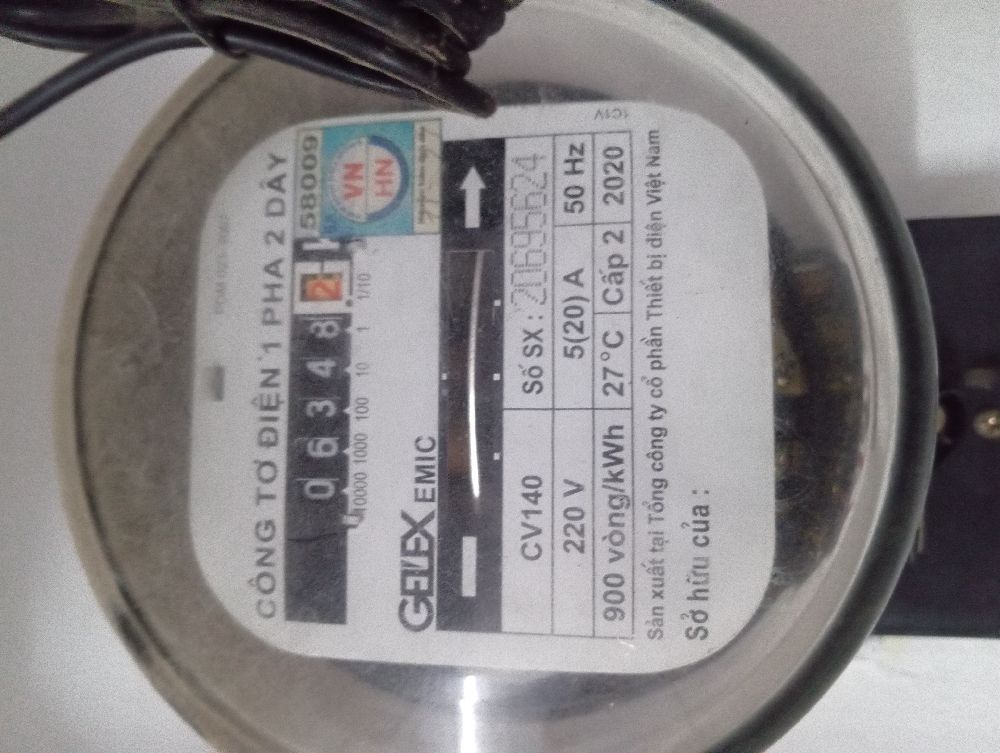 CÔNG TƠ ĐIỆN 1 PHA 2 DÂY
58009
VN
HN
0 6 3 4 8 2
10000 1000 100 10 1 1/10
GELEX
EMIC
1C1V
CV140
Số SX : 20695624
220 V
5(20) A
50 Hz
900 vòng/kWh
27 °C
Cấp 2
2020
Sản xuất tại Tổng công ty cổ phần Thiết bị điện Việt Nam
Sở hữu của :